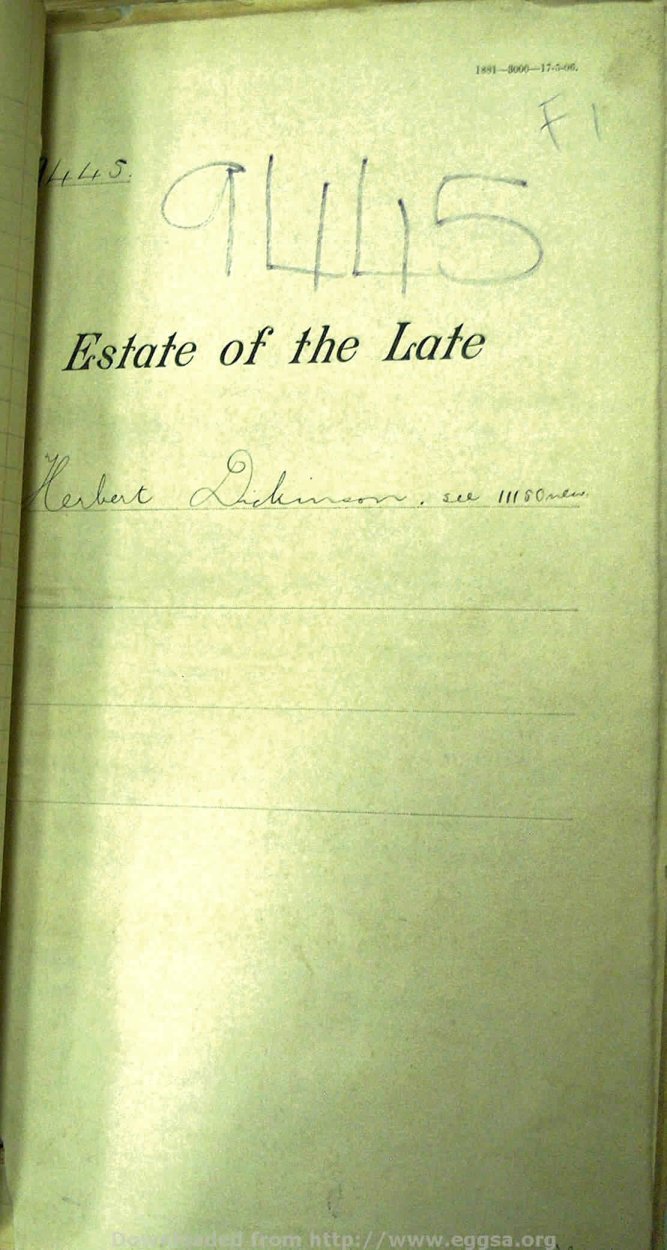 1881—3000—17-5-06.
F1
9445.
9445
Estate of the Late
Herbert Dickinson. see 11180 new.
Downloaded from http://www.eggsa.org